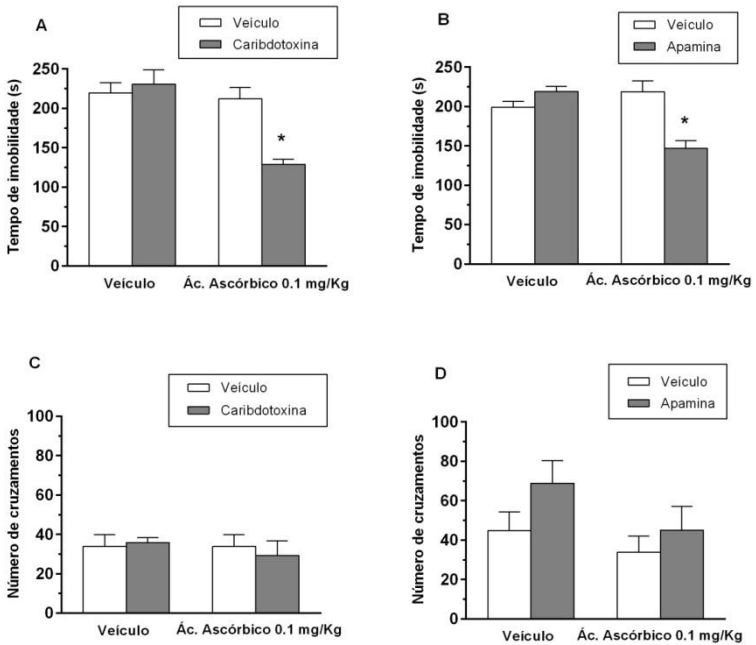 A
Veículo
Caribdotoxina
Tempo de imobilidade (s)
250
200
150
100
50
0
*
Veículo
Ác. Ascórbico 0.1 mg/Kg
B
Veículo
Apamina
Tempo de imobilidade (s)
250
200
150
100
50
0
*
Veículo
Ác. Ascórbico 0.1 mg/Kg
C
Veículo
Caribdotoxina
Número de cruzamentos
100
80
60
40
20
0
Veículo
Ác. Ascórbico 0.1 mg/Kg
D
Veículo
Apamina
Número de cruzamentos
100
80
60
40
20
0
Veículo
Ác. Ascórbico 0.1 mg/Kg